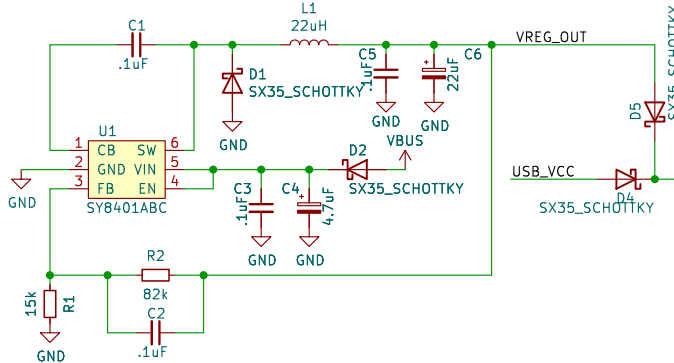 L1
22uH
C1
.1uF
VREG_OUT
SX35_SCHOTTKY
C5
.1uF
C6
22uF
D1
SX35_SCHOTTKY
GND
GND
GND
D5
U1
1
CB
SW
6
2
GND
VIN
5
3
FB
EN
4
SY8401ABC
GND
D2
VBUS
SX35_SCHOTTKY
USB_VCC
D4
SX35_SCHOTTKY
C3
.1uF
C4
4.7uF
GND
GND
R2
82k
15k
R1
C2
.1uF
GND